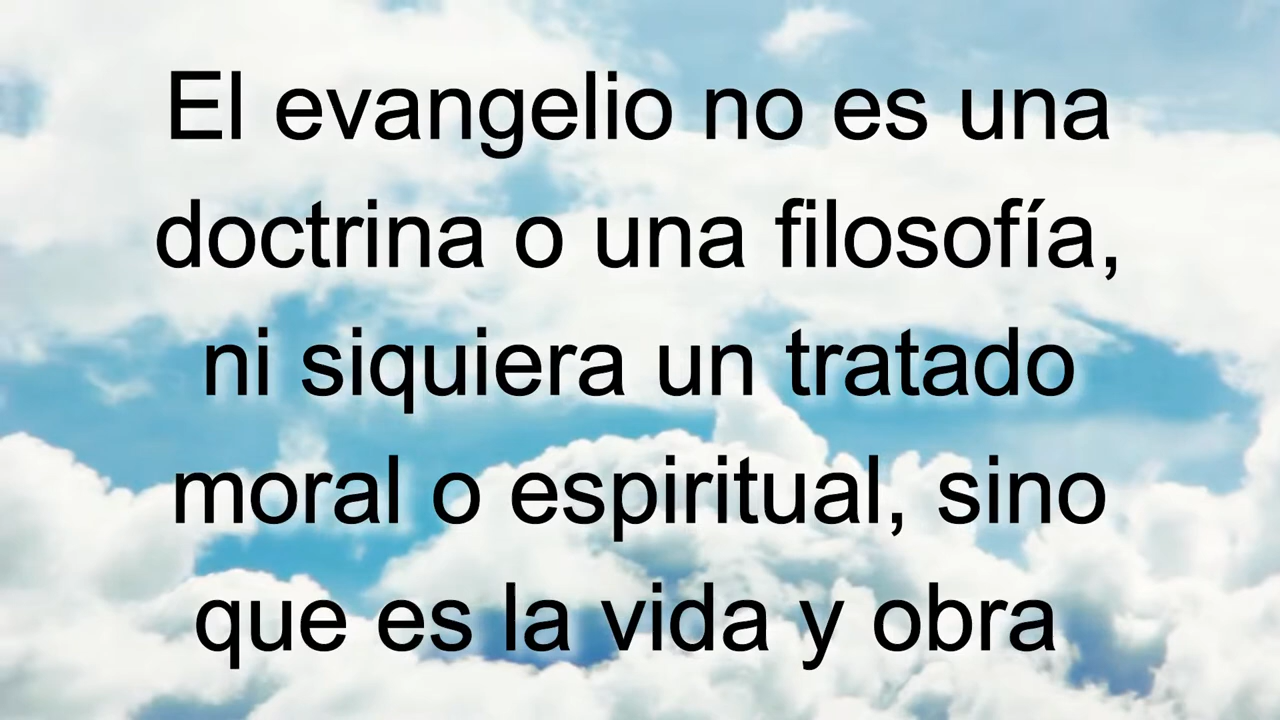 El evangelio no es una
doctrina o una filosofía,
ni siquiera un tratado
moral o espiritual, sino
que es la vida y obra